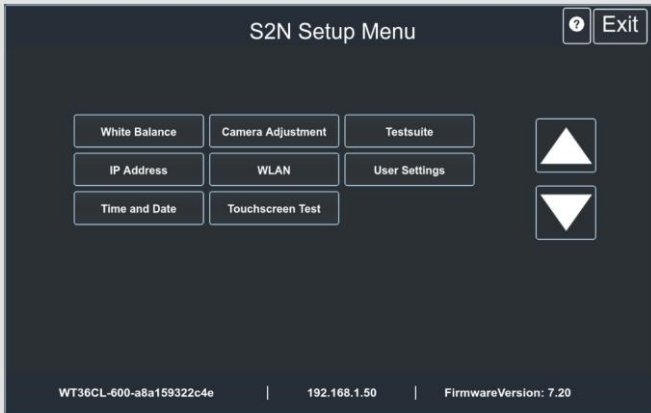 S2N Setup Menu
? Exit
White Balance Camera Adjustment Testsuite
IP Address WLAN User Settings
Time and Date Touchscreen Test
WT36CL-600-a8a159322c4e | 192.168.1.50 | FirmwareVersion: 7.20